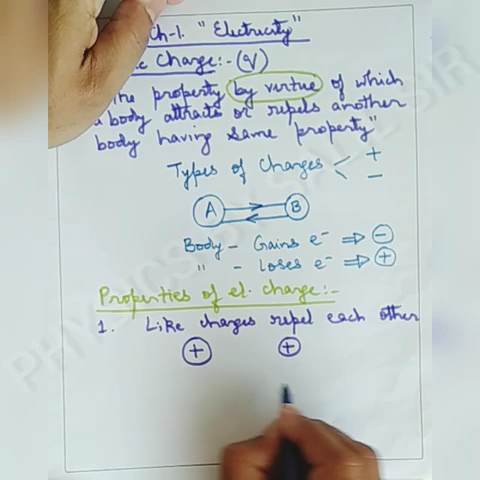 Ch-1. "Electricity"
Charge:- (q)
The property by virtue of which
a body attracts or repels another
body having same property"
Types of Charges < +
-
A B
Body - Gains e⁻ ⇒ -
" - Loses e⁻ ⇒ +
Properties of el. charge:-
1. Like charges repel each other
+ +